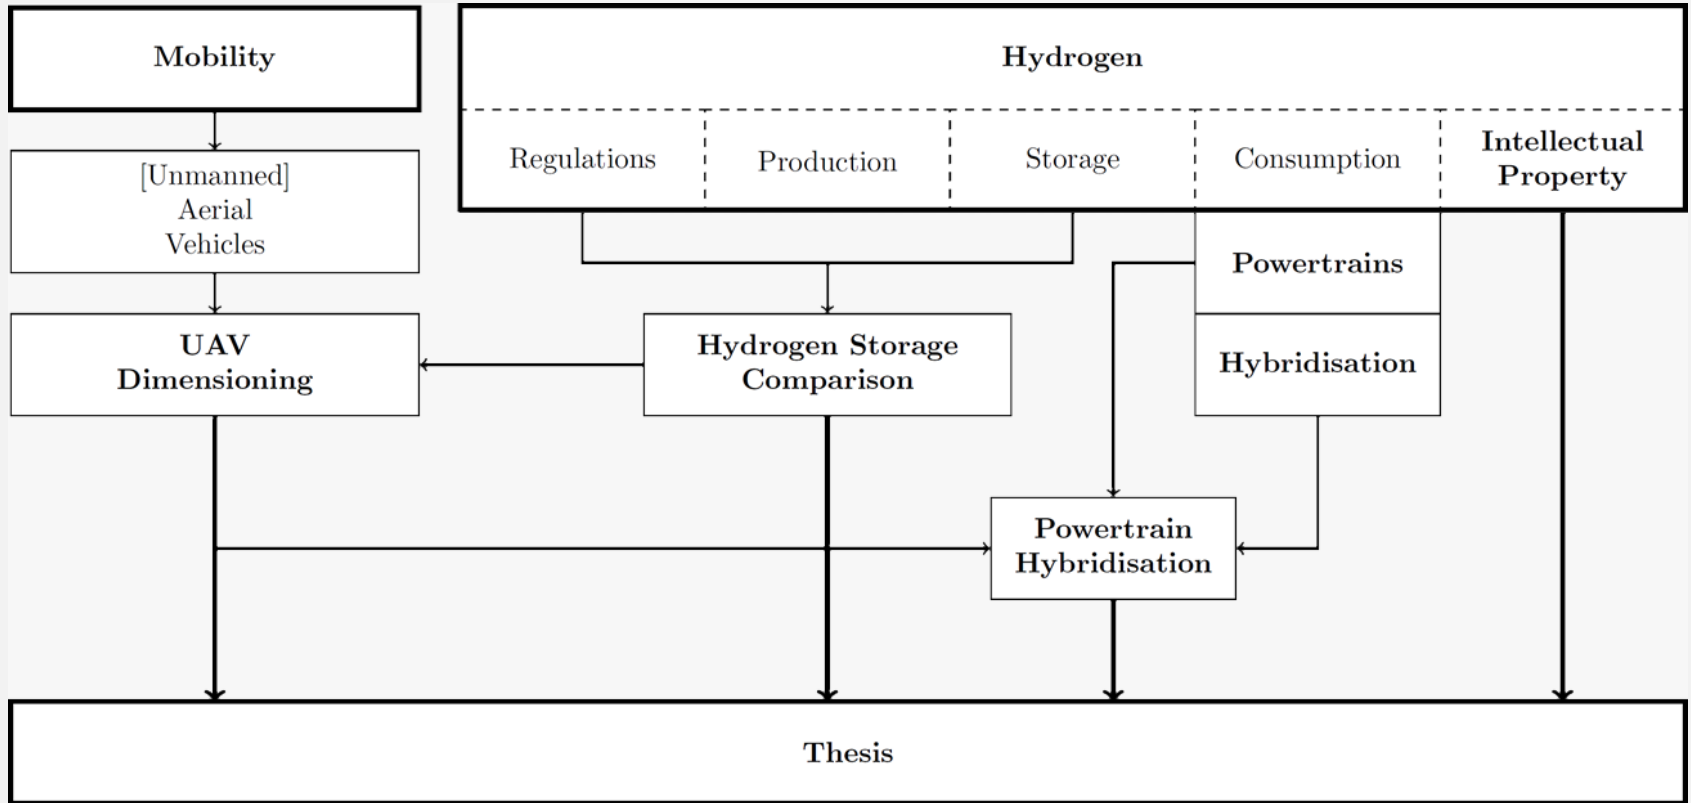 Mobility
Hydrogen
Regulations
Production
Storage
Consumption
Intellectual
Property
[Unmanned]
Aerial
Vehicles
Powertrains
UAV
Dimensioning
Hydrogen Storage
Comparison
Hybridisation
Powertrain
Hybridisation
Thesis